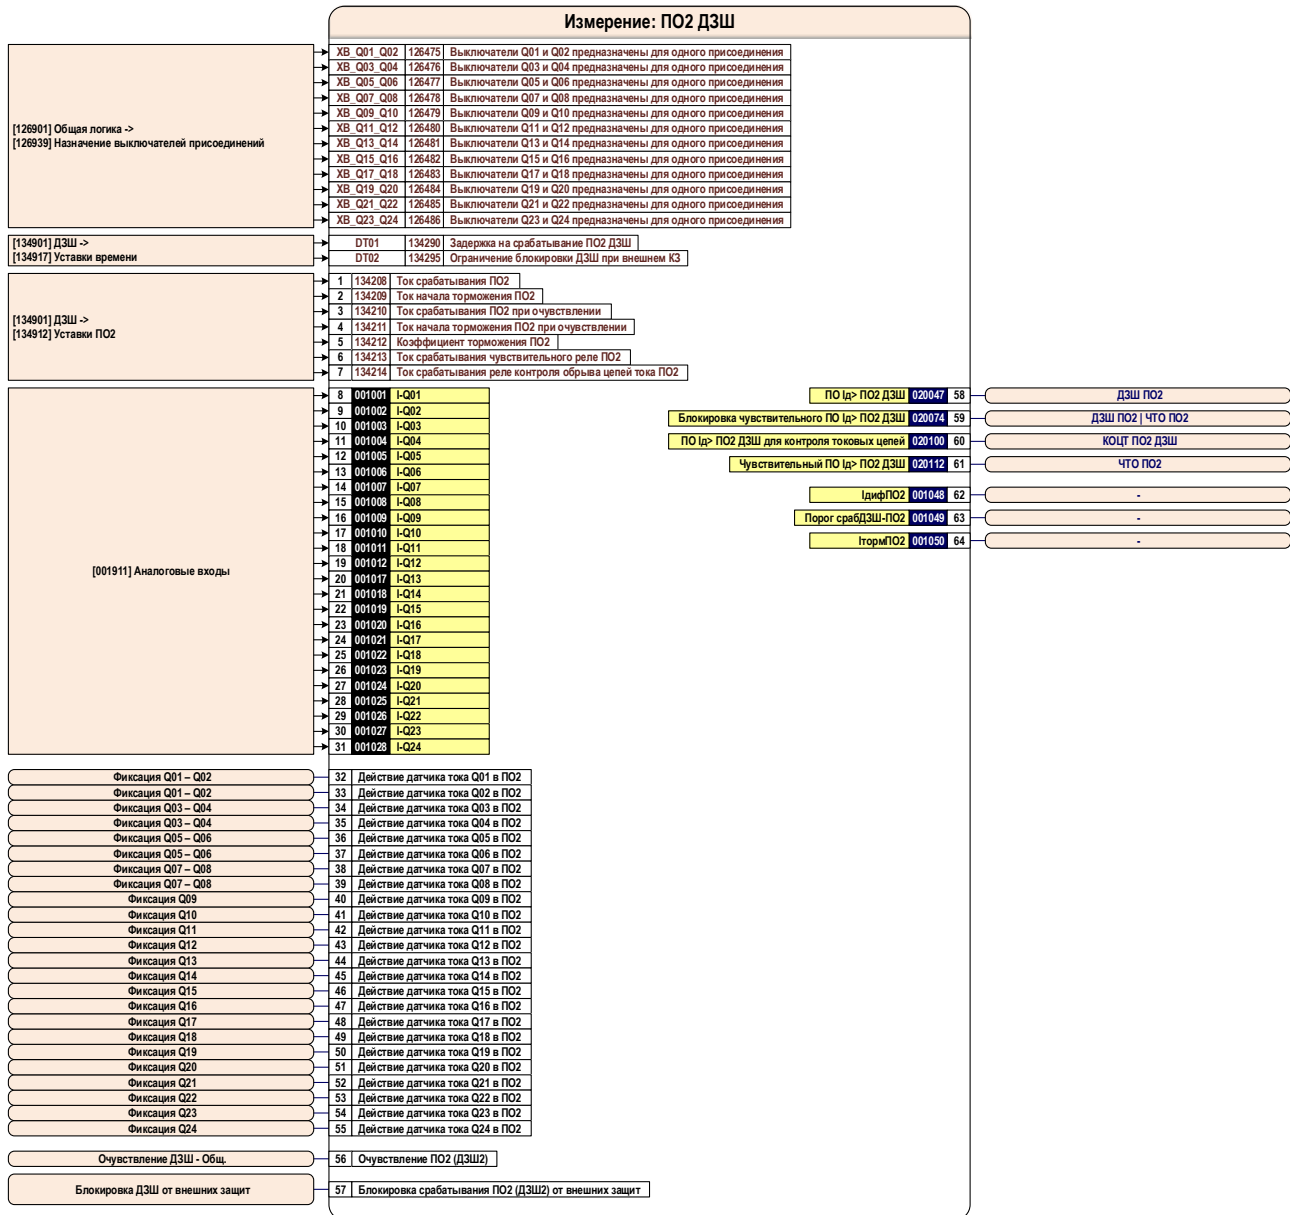 Измерение: ПО2 ДЗШ
[126901] Общая логика ->
[126939] Назначение выключателей присоединений
XB_Q01_Q02 126475 Выключатели Q01 и Q02 предназначены для одного присоединения
XB_Q03_Q04 126476 Выключатели Q03 и Q04 предназначены для одного присоединения
XB_Q05_Q06 126477 Выключатели Q05 и Q06 предназначены для одного присоединения
XB_Q07_Q08 126478 Выключатели Q07 и Q08 предназначены для одного присоединения
XB_Q09_Q10 126479 Выключатели Q09 и Q10 предназначены для одного присоединения
XB_Q11_Q12 126480 Выключатели Q11 и Q12 предназначены для одного присоединения
XB_Q13_Q14 126481 Выключатели Q13 и Q14 предназначены для одного присоединения
XB_Q15_Q16 126482 Выключатели Q15 и Q16 предназначены для одного присоединения
XB_Q17_Q18 126483 Выключатели Q17 и Q18 предназначены для одного присоединения
XB_Q19_Q20 126484 Выключатели Q19 и Q20 предназначены для одного присоединения
XB_Q21_Q22 126485 Выключатели Q21 и Q22 предназначены для одного присоединения
XB_Q23_Q24 126486 Выключатели Q23 и Q24 предназначены для одного присоединения
[134901] ДЗШ ->
[134917] Уставки времени
DT01 134290 Задержка на срабатывание ПО2 ДЗШ
DT02 134295 Ограничение блокировки ДЗШ при внешнем КЗ
[134901] ДЗШ ->
[134912] Уставки ПО2
1 134208 Ток срабатывания ПО2
2 134209 Ток начала торможения ПО2
3 134210 Ток срабатывания ПО2 при очувствлении
4 134211 Ток начала торможения ПО2 при очувствлении
5 134212 Коэффициент торможения ПО2
6 134213 Ток срабатывания чувствительного реле ПО2
7 134214 Ток срабатывания реле контроля обрыва цепей тока ПО2
[001911] Аналоговые входы
8 001001 I-Q01
9 001002 I-Q02
10 001003 I-Q03
11 001004 I-Q04
12 001005 I-Q05
13 001006 I-Q06
14 001007 I-Q07
15 001008 I-Q08
16 001009 I-Q09
17 001010 I-Q10
18 001011 I-Q11
19 001012 I-Q12
20 001017 I-Q13
21 001018 I-Q14
22 001019 I-Q15
23 001020 I-Q16
24 001021 I-Q17
25 001022 I-Q18
26 001023 I-Q19
27 001024 I-Q20
28 001025 I-Q21
29 001026 I-Q22
30 001027 I-Q23
31 001028 I-Q24
ПО Iд> ПО2 ДЗШ 020047 58 ДЗШ ПО2
Блокировка чувствительного ПО Iд> ПО2 ДЗШ 020074 59 ДЗШ ПО2 | ЧТО ПО2
ПО Iд> ПО2 ДЗШ для контроля токовых цепей 020100 60 КОЦТ ПО2 ДЗШ
Чувствительный ПО Iд> ПО2 ДЗШ 020112 61 ЧТО ПО2
IдифПО2 001048 62 -
Порог срабДЗШ-ПО2 001049 63 -
IтормПО2 001050 64 -
Фиксация Q01 – Q02 32 Действие датчика тока Q01 в ПО2
Фиксация Q01 – Q02 33 Действие датчика тока Q02 в ПО2
Фиксация Q03 – Q04 34 Действие датчика тока Q03 в ПО2
Фиксация Q03 – Q04 35 Действие датчика тока Q04 в ПО2
Фиксация Q05 – Q06 36 Действие датчика тока Q05 в ПО2
Фиксация Q05 – Q06 37 Действие датчика тока Q06 в ПО2
Фиксация Q07 – Q08 38 Действие датчика тока Q07 в ПО2
Фиксация Q07 – Q08 39 Действие датчика тока Q08 в ПО2
Фиксация Q09 40 Действие датчика тока Q09 в ПО2
Фиксация Q10 41 Действие датчика тока Q10 в ПО2
Фиксация Q11 42 Действие датчика тока Q11 в ПО2
Фиксация Q12 43 Действие датчика тока Q12 в ПО2
Фиксация Q13 44 Действие датчика тока Q13 в ПО2
Фиксация Q14 45 Действие датчика тока Q14 в ПО2
Фиксация Q15 46 Действие датчика тока Q15 в ПО2
Фиксация Q16 47 Действие датчика тока Q16 в ПО2
Фиксация Q17 48 Действие датчика тока Q17 в ПО2
Фиксация Q18 49 Действие датчика тока Q18 в ПО2
Фиксация Q19 50 Действие датчика тока Q19 в ПО2
Фиксация Q20 51 Действие датчика тока Q20 в ПО2
Фиксация Q21 52 Действие датчика тока Q21 в ПО2
Фиксация Q22 53 Действие датчика тока Q22 в ПО2
Фиксация Q23 54 Действие датчика тока Q23 в ПО2
Фиксация Q24 55 Действие датчика тока Q24 в ПО2
Очувствление ДЗШ - Общ. 56 Очувствление ПО2 (ДЗШ2)
Блокировка ДЗШ от внешних защит 57 Блокировка срабатывания ПО2 (ДЗШ2) от внешних защит